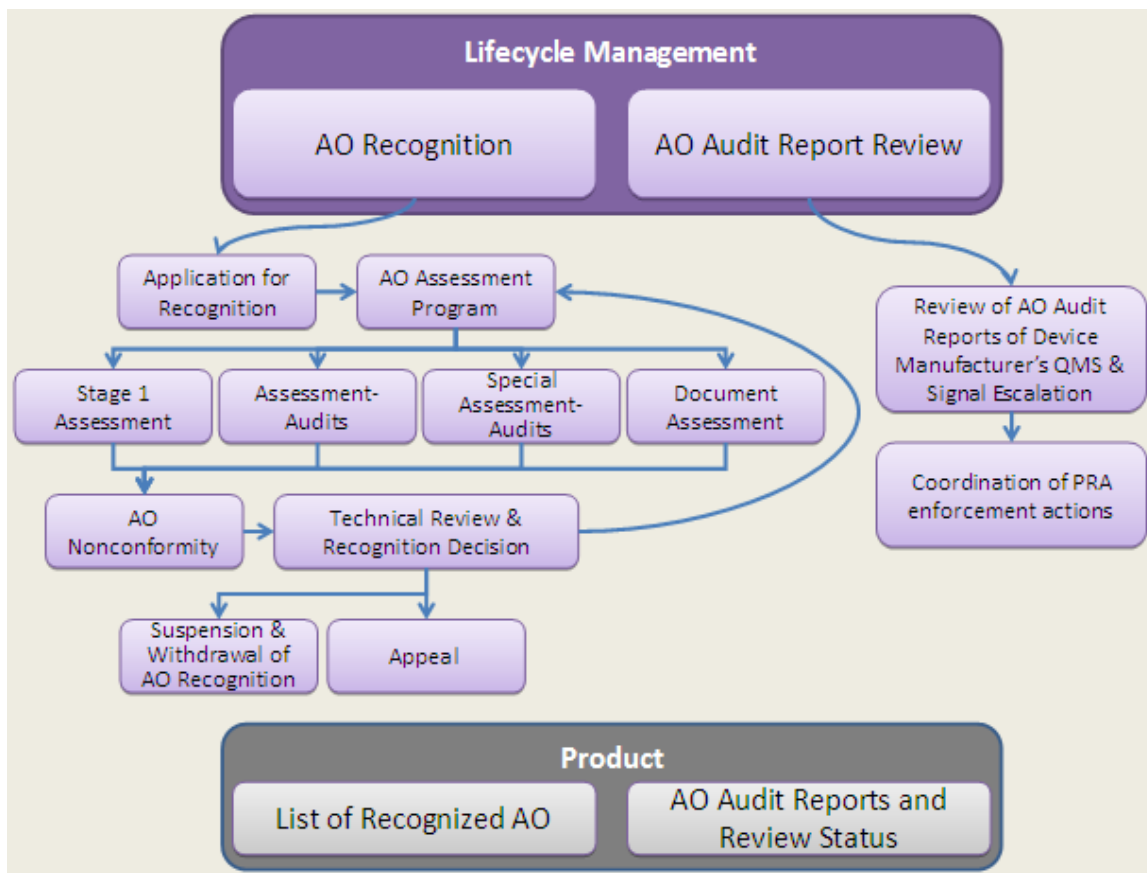 Lifecycle Management
AO Recognition
AO Audit Report Review
Application for
Recognition
AO Assessment
Program
Review of AO Audit
Reports of Device
Manufacturer's QMS &
Signal Escalation
Stage 1
Assessment
Assessment-
Audits
Special
Assessment-
Audits
Document
Assessment
Coordination of PRA
enforcement actions
AO
Nonconformity
Technical Review &
Recognition Decision
Suspension &
Withdrawal of
AO Recognition
Appeal
Product
List of Recognized AO
AO Audit Reports and
Review Status